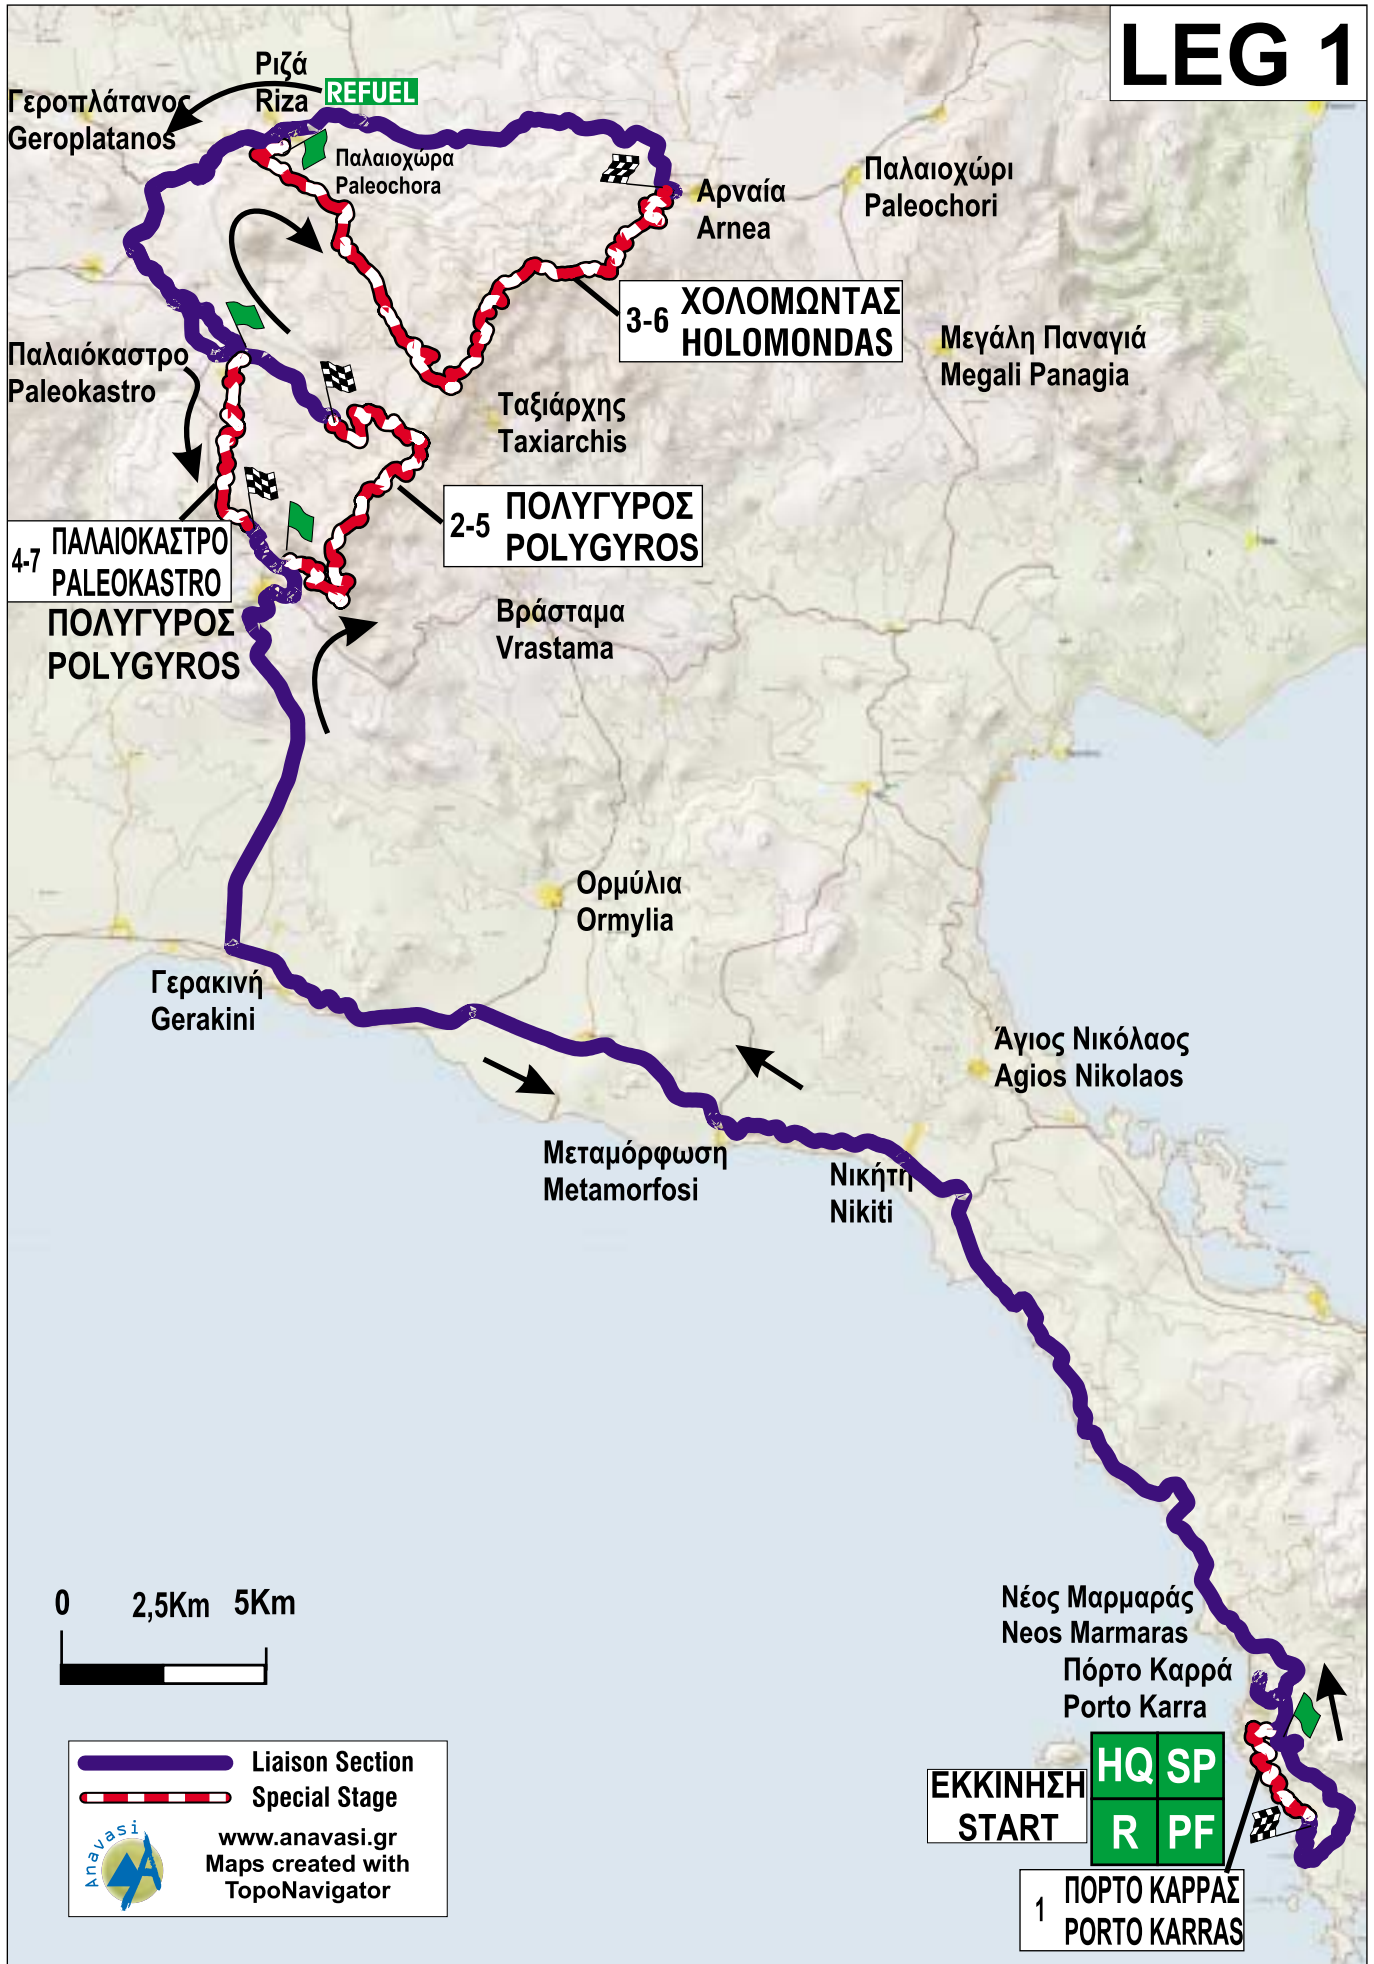 LEG 1
Ριζά
Riza
REFUEL
Γεροπλάτανος
Geroplatanos
Παλαιοχώρα
Paleochora
Αρναία
Arnea
Παλαιοχώρι
Paleochori
3-6
ΧΟΛΟΜΩΝΤΑΣ
HOLOMONDAS
Μεγάλη Παναγιά
Megali Panagia
Παλαιόκαστρο
Paleokastro
Ταξιάρχης
Taxiarchis
2-5
ΠΟΛΥΓΥΡΟΣ
POLYGYROS
4-7
ΠΑΛΑΙΟΚΑΣΤΡΟ
PALEOKASTRO
ΠΟΛΥΓΥΡΟΣ
POLYGYROS
Βράσταμα
Vrastama
Ορμύλια
Ormylia
Γερακινή
Gerakini
Άγιος Νικόλαος
Agios Nikolaos
Μεταμόρφωση
Metamorfosi
Νικήτη
Nikiti
Νέος Μαρμαράς
Neos Marmaras
Πόρτο Καρρά
Porto Karra
0 2,5Km 5Km
HQ SP
R PF
ΕΚΚΙΝΗΣΗ
START
1
ΠΟΡΤΟ ΚΑΡΡΑΣ
PORTO KARRAS
Liaison Section
Special Stage
Anavasi
www.anavasi.gr
Maps created with
TopoNavigator